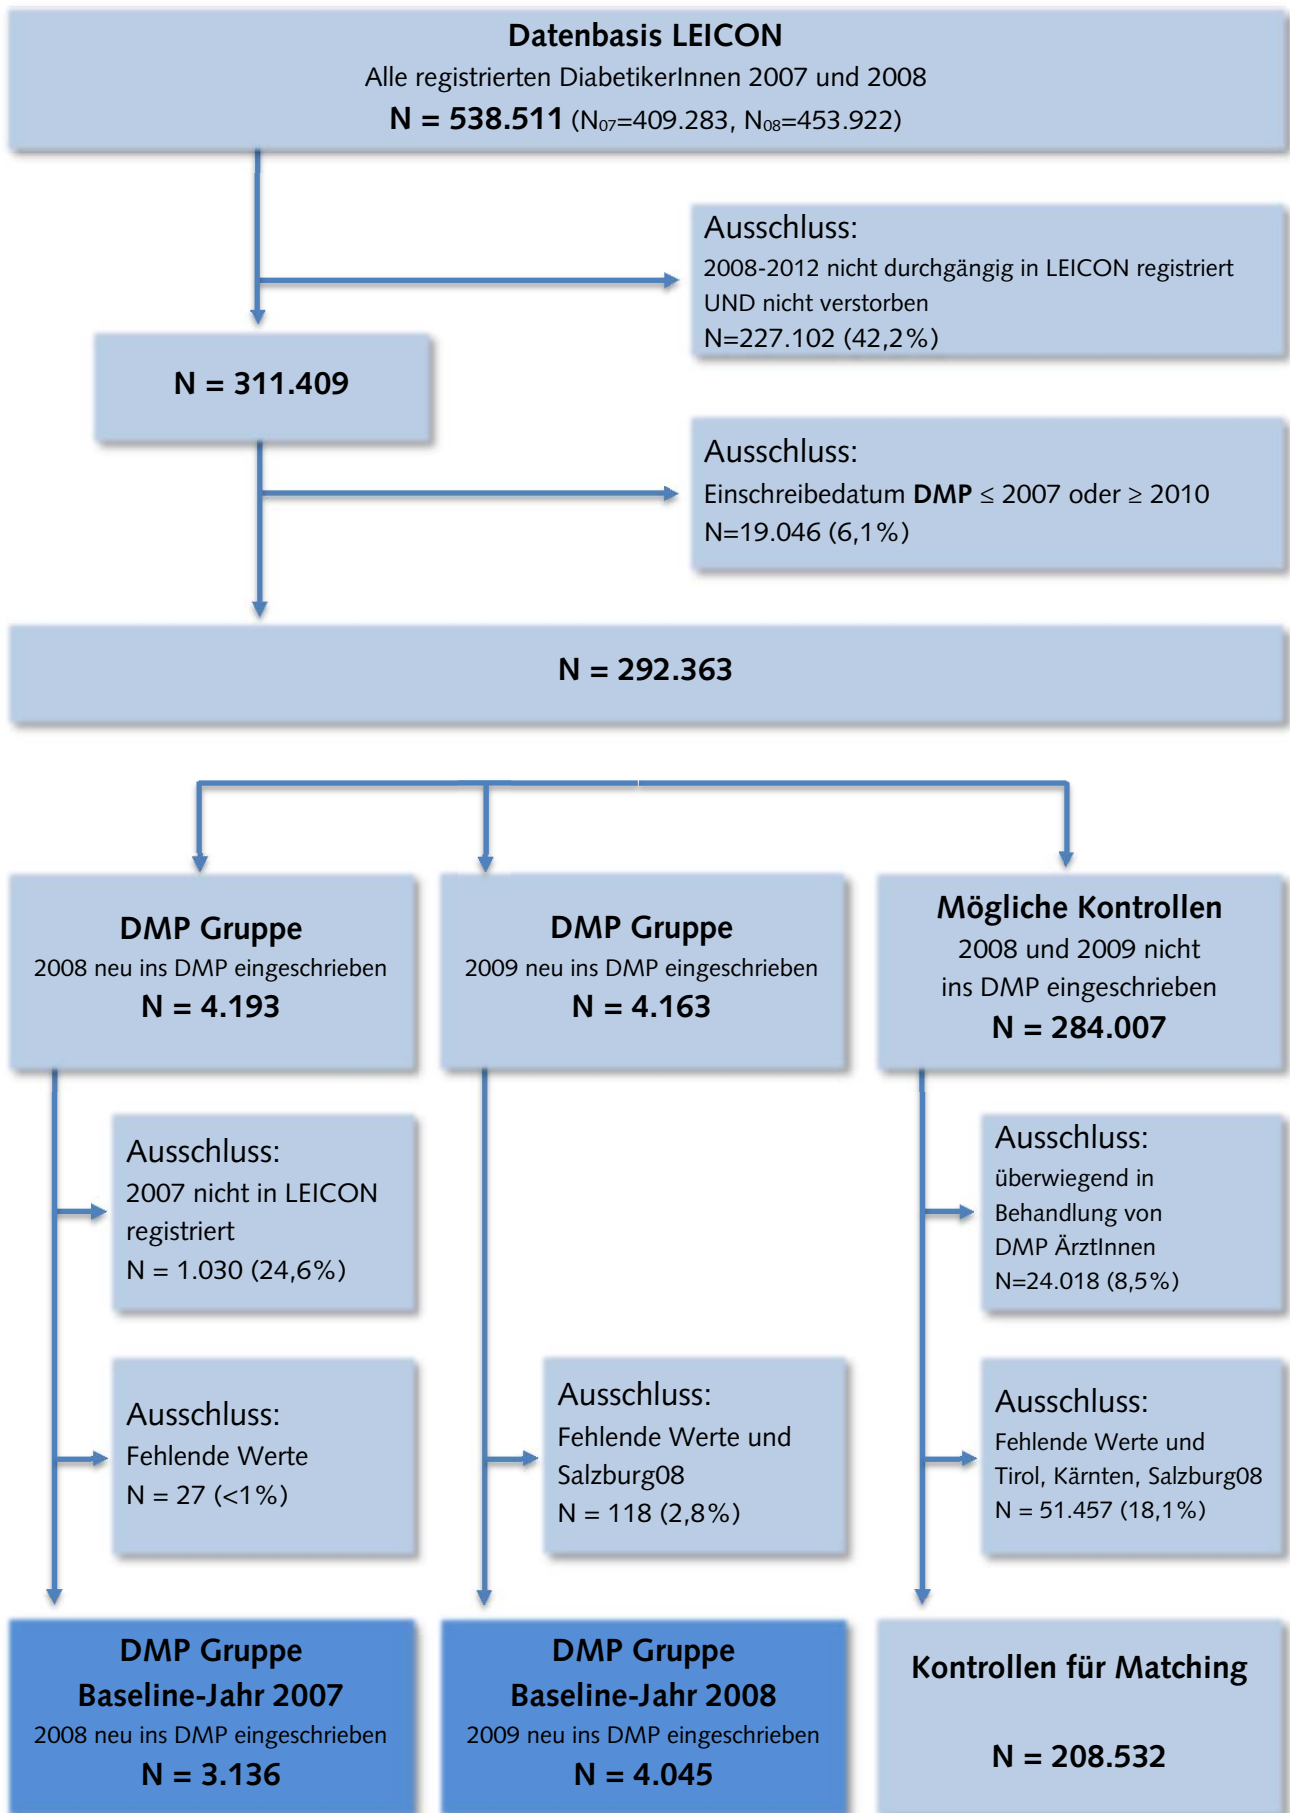 Datenbasis LEICON
Alle registrierten DiabetikerInnen 2007 und 2008
N = 538.511 (N₀₇=409.283, N₀₈=453.922)
Ausschluss:
2008-2012 nicht durchgängig in LEICON registriert
UND nicht verstorben
N=227.102 (42,2%)
N = 311.409
Ausschluss:
Einschreibedatum DMP ≤ 2007 oder ≥ 2010
N=19.046 (6,1%)
N = 292.363
DMP Gruppe
2008 neu ins DMP eingeschrieben
N = 4.193
DMP Gruppe
2009 neu ins DMP eingeschrieben
N = 4.163
Mögliche Kontrollen
2008 und 2009 nicht
ins DMP eingeschrieben
N = 284.007
Ausschluss:
2007 nicht in LEICON
registriert
N = 1.030 (24,6%)
Ausschluss:
überwiegend in
Behandlung von
DMP ÄrztInnen
N=24.018 (8,5%)
Ausschluss:
Fehlende Werte
N = 27 (<1%)
Ausschluss:
Fehlende Werte und
Salzburg08
N = 118 (2,8%)
Ausschluss:
Fehlende Werte und
Tirol, Kärnten, Salzburg08
N = 51.457 (18,1%)
DMP Gruppe
Baseline-Jahr 2007
2008 neu ins DMP eingeschrieben
N = 3.136
DMP Gruppe
Baseline-Jahr 2008
2009 neu ins DMP eingeschrieben
N = 4.045
Kontrollen für Matching
N = 208.532